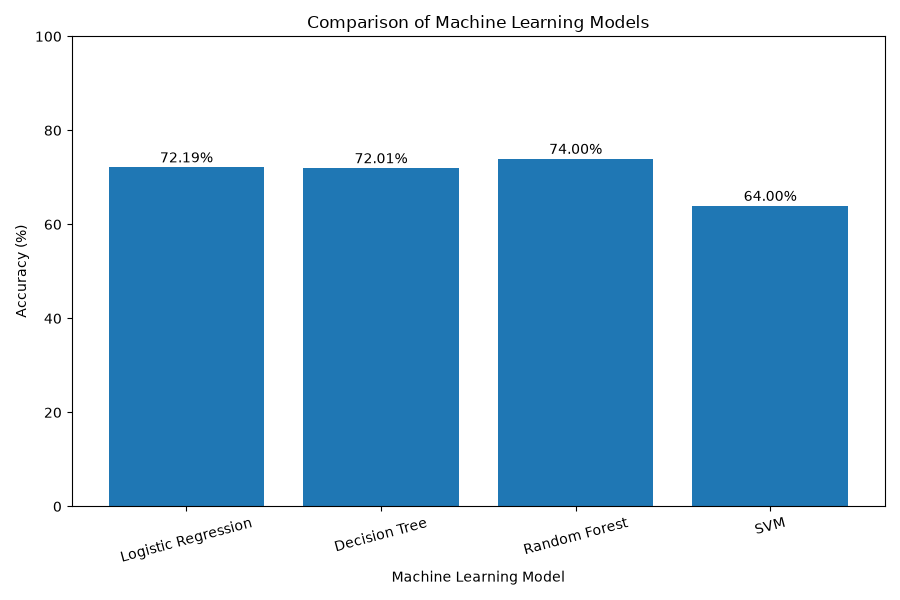 Comparison of Machine Learning Models
100
80
60
40
20
0
Accuracy (%)
72.19%
72.01%
74.00%
64.00%
Logistic Regression
Decision Tree
Random Forest
SVM
Machine Learning Model